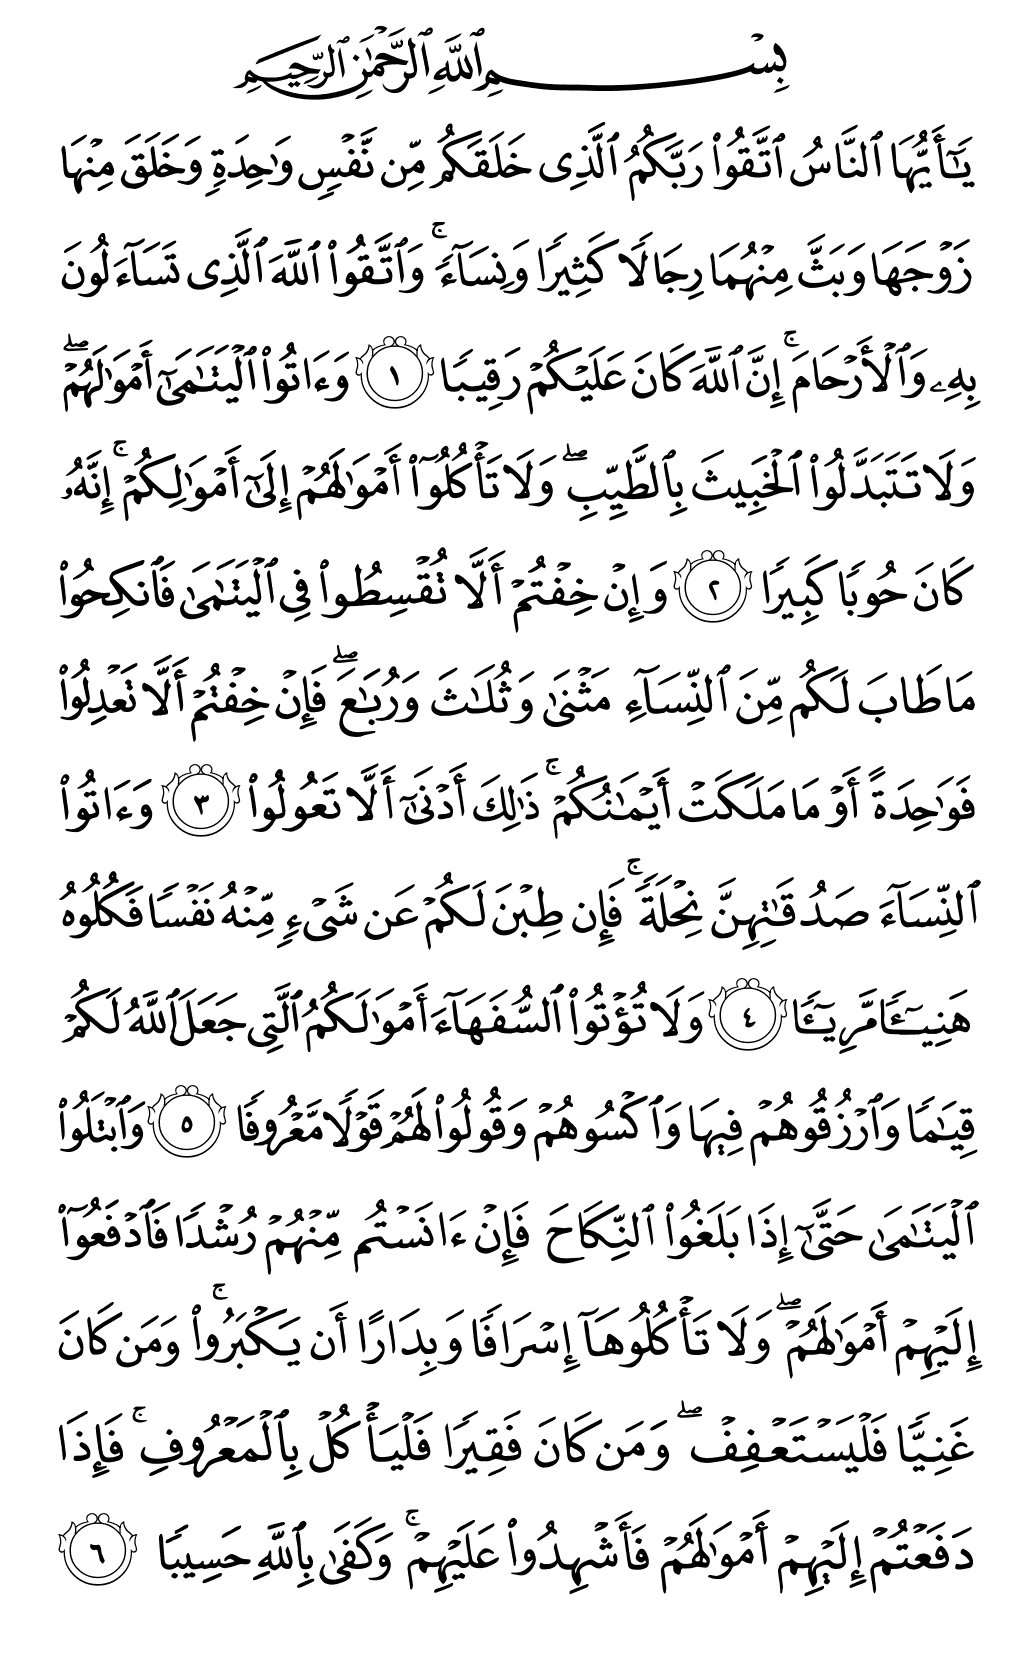 بِسۡمِ ٱللَّهِ ٱلرَّحۡمَٰنِ ٱلرَّحِيمِ
يَٰٓأَيُّهَا ٱلنَّاسُ ٱتَّقُواْ رَبَّكُمُ ٱلَّذِى خَلَقَكُم مِّن نَّفۡسٖ وَٰحِدَةٖ وَخَلَقَ مِنۡهَا
زَوۡجَهَا وَبَثَّ مِنۡهُمَا رِجَالٗا كَثِيرٗا وَنِسَآءٗۚ وَٱتَّقُواْ ٱللَّهَ ٱلَّذِى تَسَآءَلُونَ
بِهِۦ وَٱلۡأَرۡحَامَۚ إِنَّ ٱللَّهَ كَانَ عَلَيۡكُمۡ رَقِيبٗا ١ وَءَاتُواْ ٱلۡيَتَٰمَىٰٓ أَمۡوَٰلَهُمۡۖ
وَلَا تَتَبَدَّلُواْ ٱلۡخَبِيثَ بِٱلطَّيِّبِۖ وَلَا تَأۡكُلُوٓاْ أَمۡوَٰلَهُمۡ إِلَىٰٓ أَمۡوَٰلِكُمۡۚ إِنَّهُۥ
كَانَ حُوبٗا كَبِيرٗا ٢ وَإِنۡ خِفۡتُمۡ أَلَّا تُقۡسِطُواْ فِى ٱلۡيَتَٰمَىٰ فَٱنكِحُواْ
مَا طَابَ لَكُم مِّنَ ٱلنِّسَآءِ مَثۡنَىٰ وَثُلَٰثَ وَرُبَٰعَۖ فَإِنۡ خِفۡتُمۡ أَلَّا تَعۡدِلُواْ
فَوَٰحِدَةً أَوۡ مَا مَلَكَتۡ أَيۡمَٰنُكُمۡۚ ذَٰلِكَ أَدۡنَىٰٓ أَلَّا تَعُولُواْ ٣ وَءَاتُواْ
ٱلنِّسَآءَ صَدُقَٰتِهِنَّ نِحۡلَةٗۚ فَإِن طِبۡنَ لَكُمۡ عَن شَىۡءٖ مِّنۡهُ نَفۡسٗا فَكُلُوهُ
هَنِيٓـٔٗا مَّرِيٓـٔٗا ٤ وَلَا تُؤۡتُواْ ٱلسُّفَهَآءَ أَمۡوَٰلَكُمُ ٱلَّتِى جَعَلَ ٱللَّهُ لَكُمۡ
قِيَٰمٗا وَٱرۡزُقُوهُمۡ فِيهَا وَٱكۡسُوهُمۡ وَقُولُواْ لَهُمۡ قَوۡلٗا مَّعۡرُوفٗا ٥ وَٱبۡتَلُواْ
ٱلۡيَتَٰمَىٰ حَتَّىٰٓ إِذَا بَلَغُواْ ٱلنِّكَاحَ فَإِنۡ ءَانَسۡتُم مِّنۡهُمۡ رُشۡدٗا فَٱدۡفَعُوٓاْ
إِلَيۡهِمۡ أَمۡوَٰلَهُمۡۖ وَلَا تَأۡكُلُوهَآ إِسۡرَافٗا وَبِدَارًا أَن يَكۡبَرُواْۚ وَمَن كَانَ
غَنِيّٗا فَلۡيَسۡتَعۡفِفۡۖ وَمَن كَانَ فَقِيرٗا فَلۡيَأۡكُلۡ بِٱلۡمَعۡرُوفِۚ فَإِذَا
دَفَعۡتُمۡ إِلَيۡهِمۡ أَمۡوَٰلَهُمۡ فَأَشۡهِدُواْ عَلَيۡهِمۡۚ وَكَفَىٰ بِٱللَّهِ حَسِيبٗا ٦